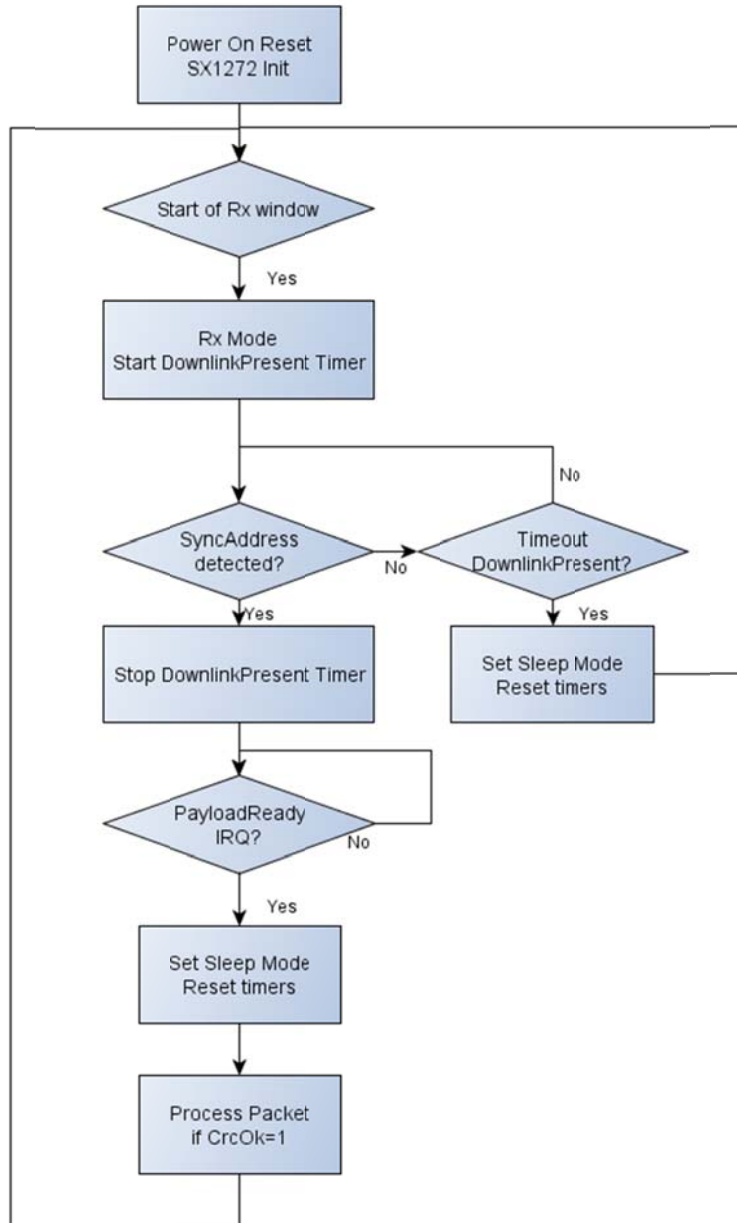 Power On Reset
SX1272 Init
Start of Rx window
Yes
Rx Mode
Start DownlinkPresent Timer
No
SyncAddress
detected?
No
Timeout
DownlinkPresent?
Yes
Yes
Stop DownlinkPresent Timer
Set Sleep Mode
Reset timers
PayloadReady
IRQ?
No
Yes
Set Sleep Mode
Reset timers
Process Packet
if CrcOk=1